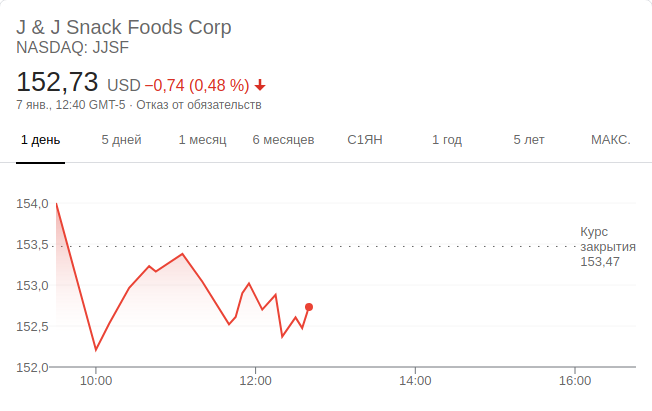 J & J Snack Foods Corp
NASDAQ: JJSF
152,73 USD −0,74 (0,48 %)
7 янв., 12:40 GMT-5 · Отказ от обязательств
1 день 5 дней 1 месяц 6 месяцев С1ЯН 1 год 5 лет МАКС.
154,0
Курс
153,5 закрытия
153,47
153,0
152,5
152,0
10:00 12:00 14:00 16:00